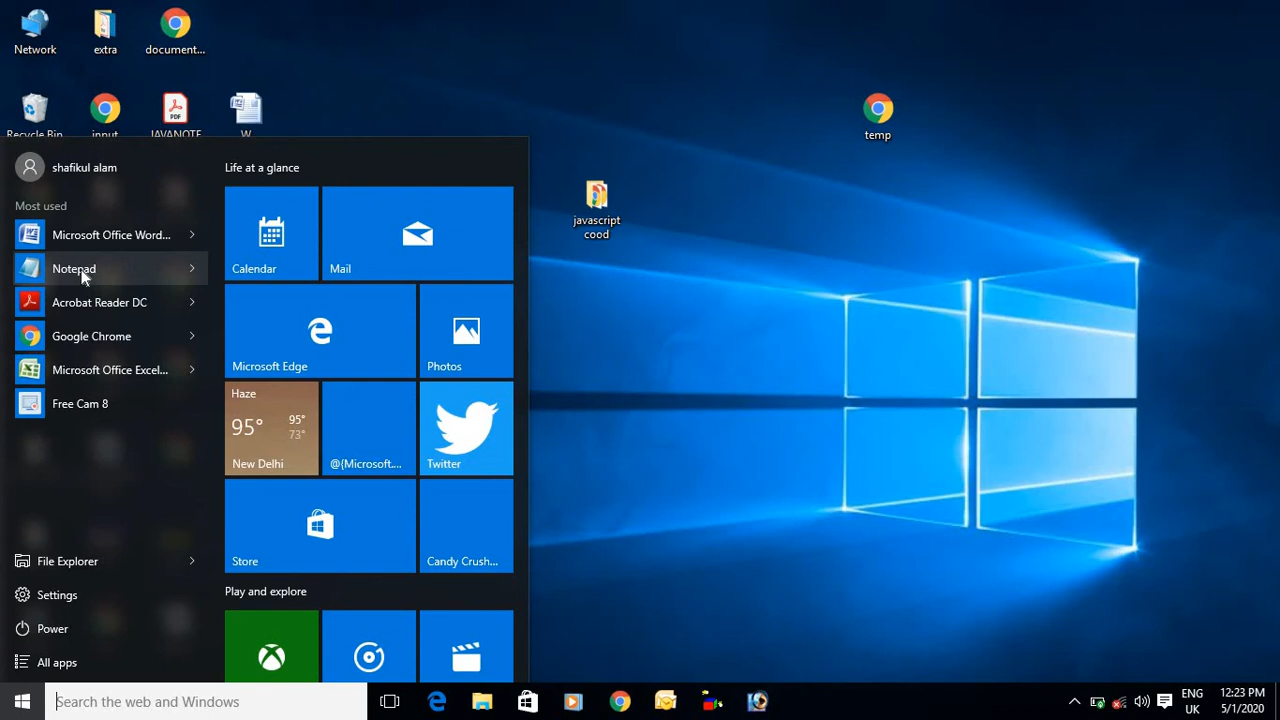 Network
extra
document...
Recycle Bin
input
JAVANOTE
W
temp
javascript
cood
shafikul alam
Most used
Microsoft Office Word...
Notepad
Acrobat Reader DC
Google Chrome
Microsoft Office Excel...
Free Cam 8
File Explorer
Settings
Power
All apps
Life at a glance
Calendar
Mail
Microsoft Edge
Photos
Haze
95°
95°
73°
New Delhi
@{Microsoft....
Twitter
Store
Candy Crush...
Play and explore
Search the web and Windows
ENG
UK
12:23 PM
5/1/2020